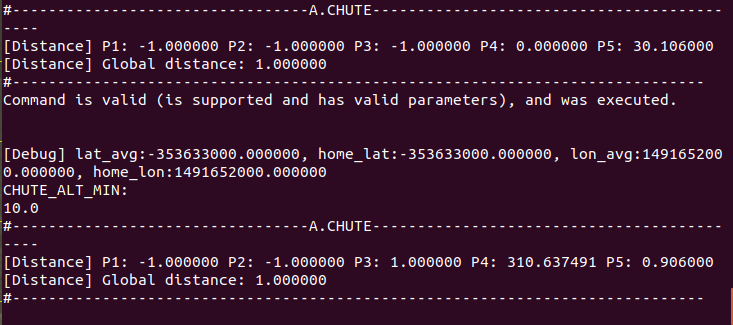 #---------------------------------A.CHUTE---------------------------------------
----
[Distance] P1: -1.000000 P2: -1.000000 P3: -1.000000 P4: 0.000000 P5: 30.106000
[Distance] Global distance: 1.000000
#-----------------------------------------------------------------------------
Command is valid (is supported and has valid parameters), and was executed.
[Debug] lat_avg:-353633000.000000, home_lat:-353633000.000000, lon_avg:149165200
0.000000, home_lon:1491652000.000000
CHUTE_ALT_MIN:
10.0
#---------------------------------A.CHUTE---------------------------------------
----
[Distance] P1: -1.000000 P2: -1.000000 P3: 1.000000 P4: 310.637491 P5: 0.906000
[Distance] Global distance: 1.000000
#-----------------------------------------------------------------------------